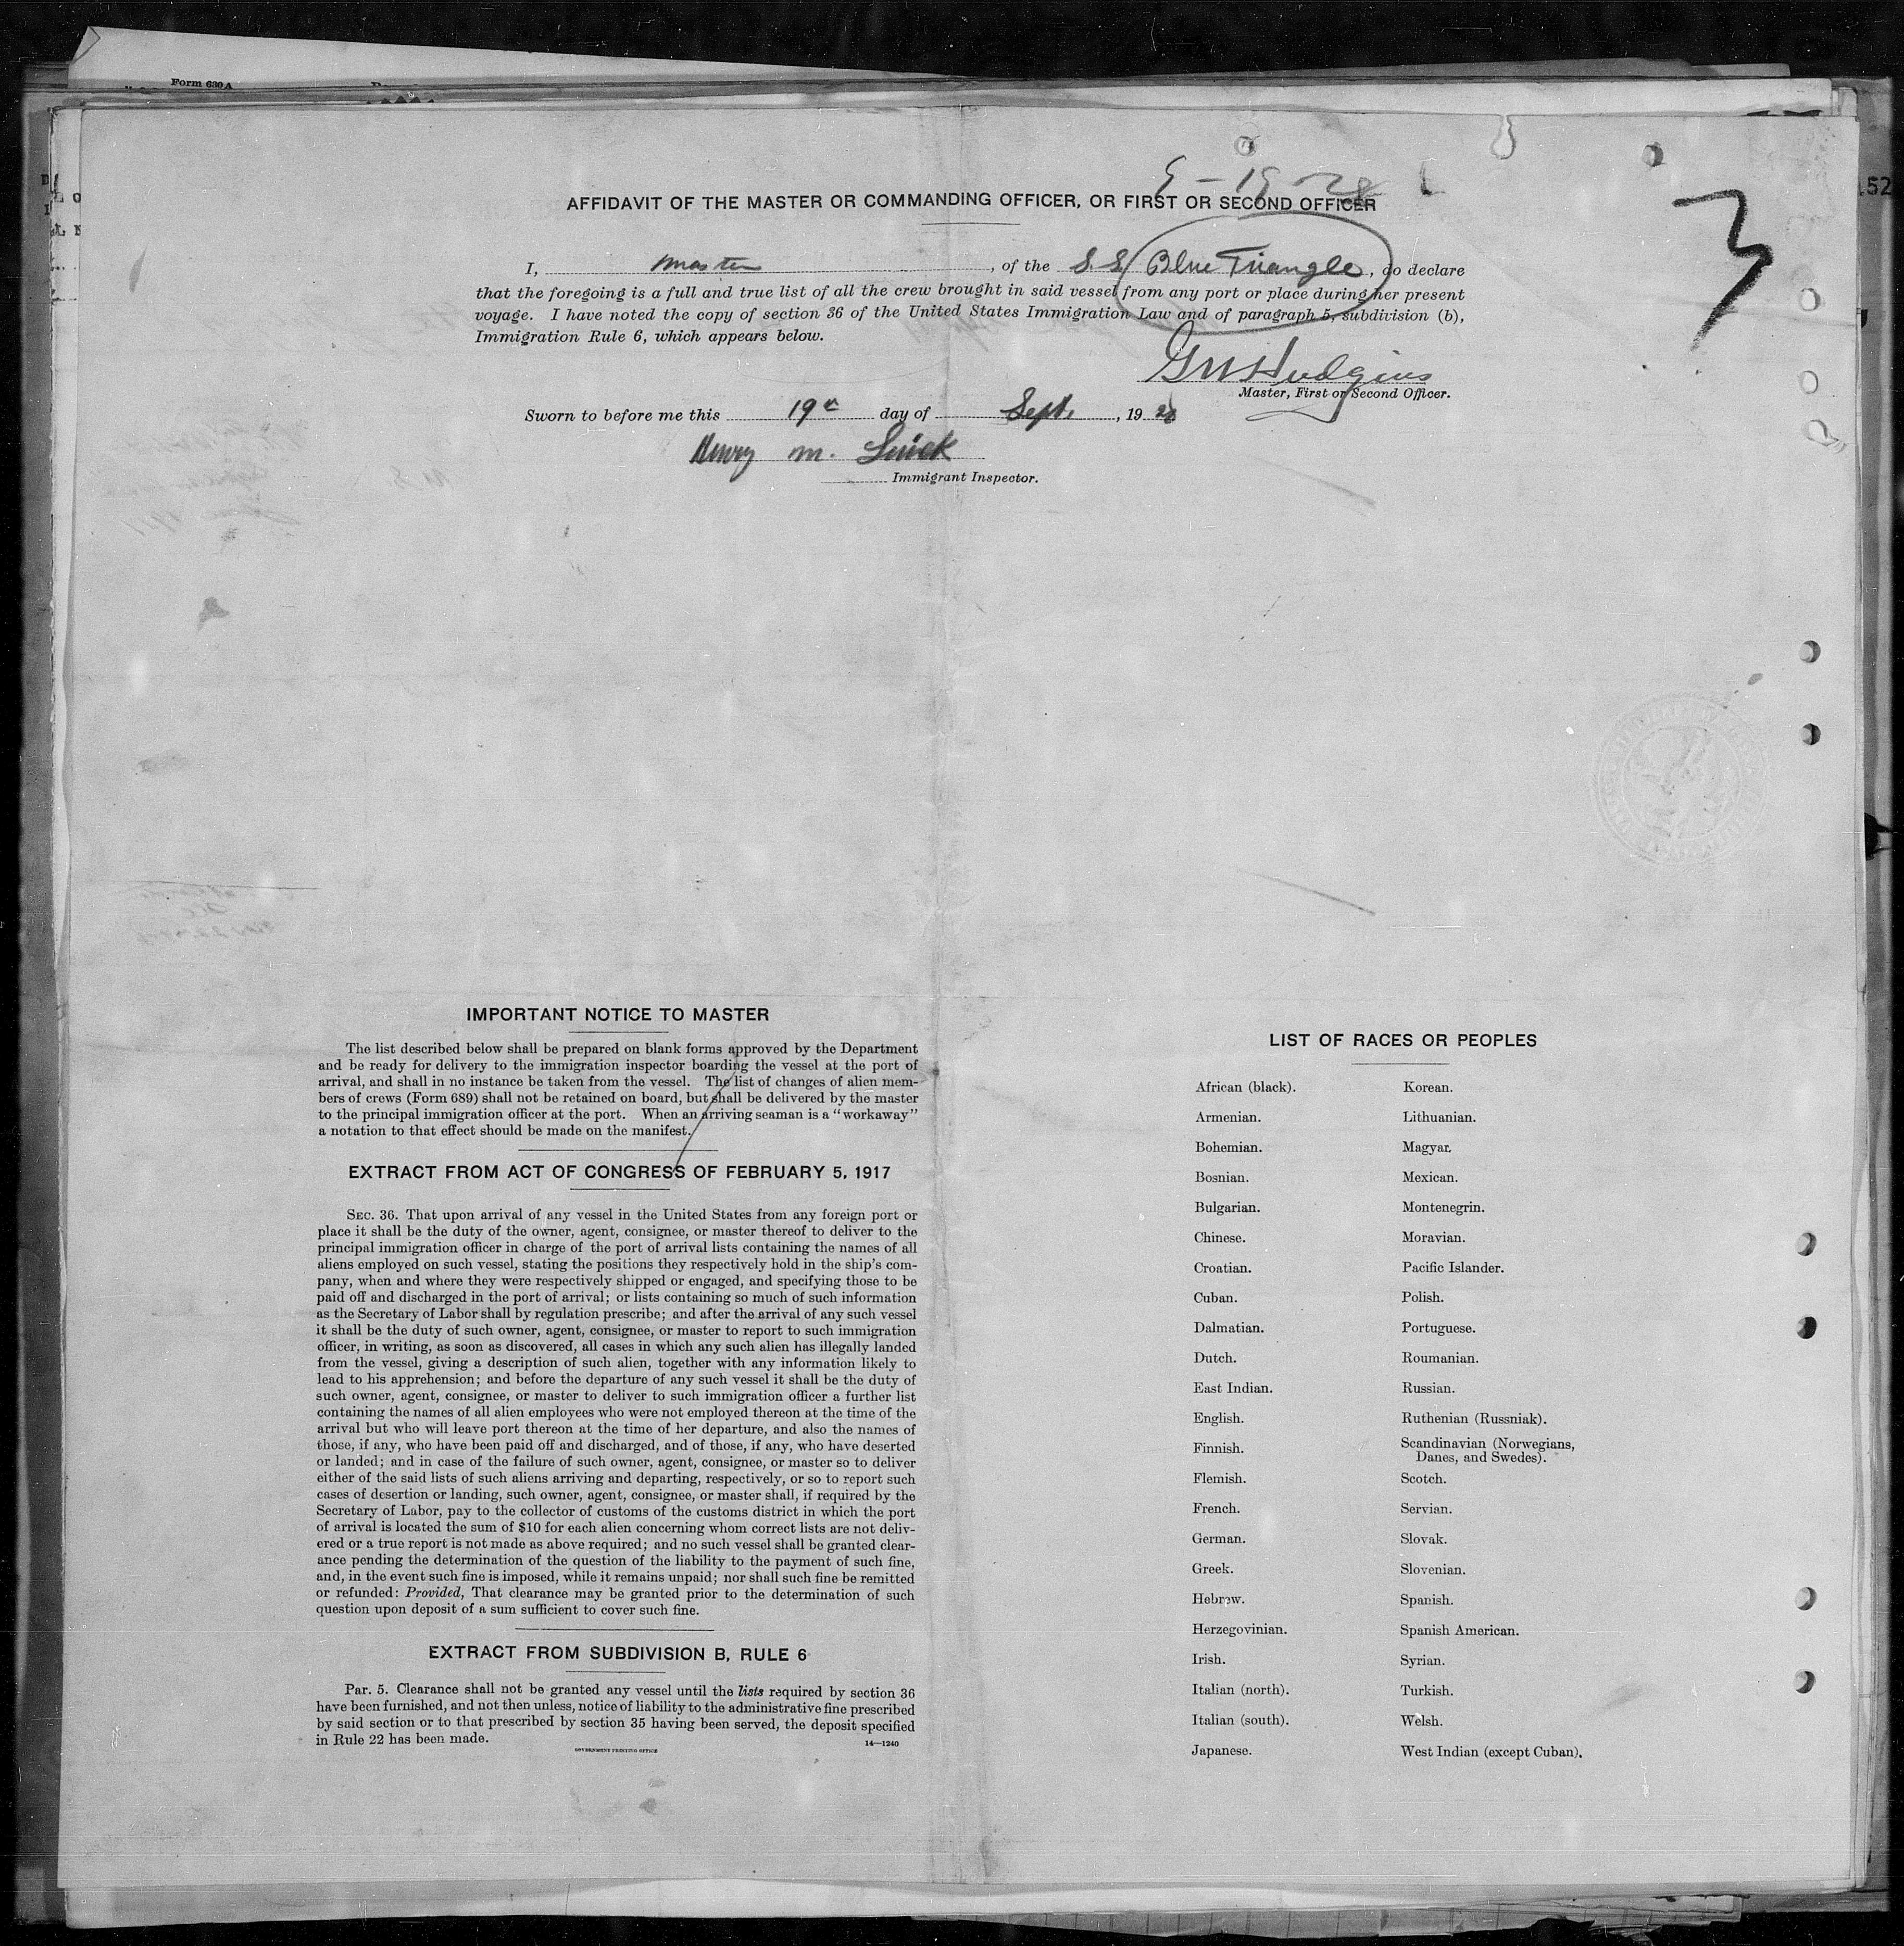 Form 630 A
52
9-19-28
3
AFFIDAVIT OF THE MASTER OR COMMANDING OFFICER, OR FIRST OR SECOND OFFICER
I, master, of the S.S. Blue Triangle, do declare
that the foregoing is a full and true list of all the crew brought in said vessel from any port or place during her present
voyage. I have noted the copy of section 36 of the United States Immigration Law and of paragraph 5, subdivision (b),
Immigration Rule 6, which appears below.
Hudgins
Master, First or Second Officer.
Sworn to before me this 19th day of Sept., 1928
Henry M.
Immigrant Inspector.
IMPORTANT NOTICE TO MASTER
The list described below shall be prepared on blank forms approved by the Department
and be ready for delivery to the immigration inspector boarding the vessel at the port of
arrival, and shall in no instance be taken from the vessel. The list of changes of alien mem-
bers of crews (Form 689) shall not be retained on board, but shall be delivered by the master
to the principal immigration officer at the port. When an arriving seaman is a "workaway"
a notation to that effect should be made on the manifest.
EXTRACT FROM ACT OF CONGRESS OF FEBRUARY 5, 1917
SEC. 36. That upon arrival of any vessel in the United States from any foreign port or
place it shall be the duty of the owner, agent, consignee, or master thereof to deliver to the
principal immigration officer in charge of the port of arrival lists containing the names of all
aliens employed on such vessel, stating the positions they respectively hold in the ship's com-
pany, when and where they were respectively shipped or engaged, and specifying those to be
paid off and discharged in the port of arrival; or lists containing so much of such information
as the Secretary of Labor shall by regulation prescribe; and after the arrival of any such vessel
it shall be the duty of such owner, agent, consignee, or master to report to such immigration
officer, in writing, as soon as discovered, all cases in which any such alien has illegally landed
from the vessel, giving a description of such alien, together with any information likely to
lead to his apprehension; and before the departure of any such vessel it shall be the duty of
such owner, agent, consignee, or master to deliver to such immigration officer a further list
containing the names of all alien employees who were not employed thereon at the time of the
arrival but who will leave port thereon at the time of her departure, and also the names of
those, if any, who have been paid off and discharged, and of those, if any, who have deserted
or landed; and in case of the failure of such owner, agent, consignee, or master so to deliver
either of the said lists of such aliens arriving and departing, respectively, or so to report such
cases of desertion or landing, such owner, agent, consignee, or master shall, if required by the
Secretary of Labor, pay to the collector of customs of the customs district in which the port
of arrival is located the sum of $10 for each alien concerning whom correct lists are not deliv-
ered or a true report is not made as above required; and no such vessel shall be granted clear-
ance pending the determination of the question of the liability to the payment of such fine,
and, in the event such fine is imposed, while it remains unpaid; nor shall such fine be remitted
or refunded: Provided, That clearance may be granted prior to the determination of such
question upon deposit of a sum sufficient to cover such fine.
EXTRACT FROM SUBDIVISION B, RULE 6
Par. 5. Clearance shall not be granted any vessel until the lists required by section 36
have been furnished, and not then unless, notice of liability to the administrative fine prescribed
by said section or to that prescribed by section 35 having been served, the deposit specified
in Rule 22 has been made.
GOVERNMENT PRINTING OFFICE
14—1240
LIST OF RACES OR PEOPLES
African (black).
Armenian.
Bohemian.
Bosnian.
Bulgarian.
Chinese.
Croatian.
Cuban.
Dalmatian.
Dutch.
East Indian.
English.
Finnish.
Flemish.
French.
German.
Greek.
Hebrew.
Herzegovinian.
Irish.
Italian (north).
Italian (south).
Japanese.
Korean.
Lithuanian.
Magyar.
Mexican.
Montenegrin.
Moravian.
Pacific Islander.
Polish.
Portuguese.
Roumanian.
Russian.
Ruthenian (Russniak).
Scandinavian (Norwegians,
Danes, and Swedes).
Scotch.
Servian.
Slovak.
Slovenian.
Spanish.
Spanish American.
Syrian.
Turkish.
Welsh.
West Indian (except Cuban).